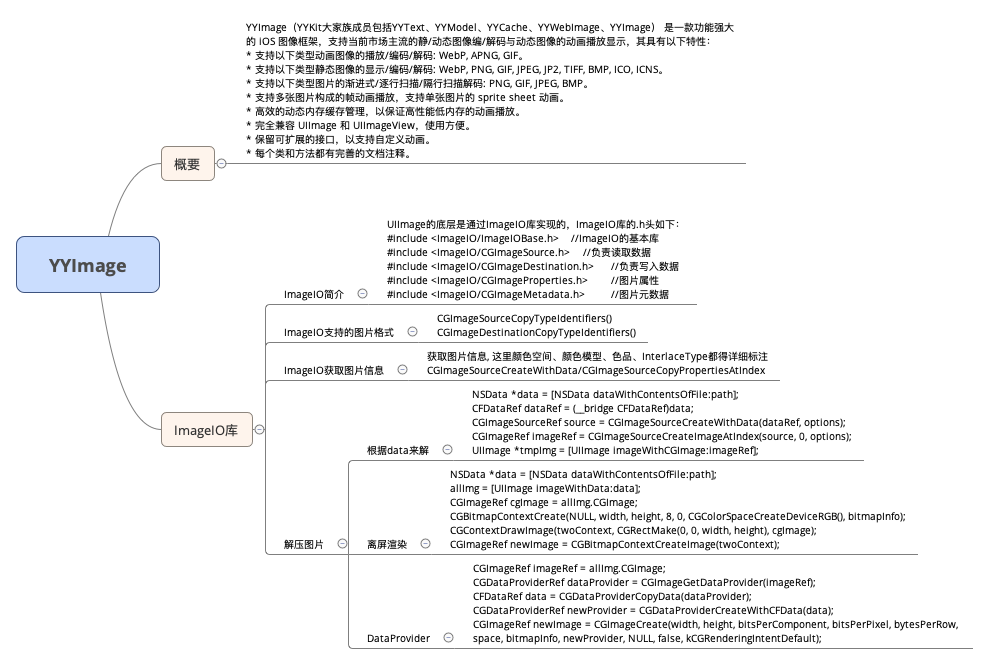 YYImage（YYKit大家族成员包括YYText、YYModel、YYCache、YYWebImage、YYImage） 是一款功能强大
的 iOS 图像框架，支持当前市场主流的静/动态图像编/解码与动态图像的动画播放显示，其具有以下特性：
* 支持以下类型动画图像的播放/编码/解码: WebP, APNG, GIF。
* 支持以下类型静态图像的显示/编码/解码: WebP, PNG, GIF, JPEG, JP2, TIFF, BMP, ICO, ICNS。
* 支持以下类型图片的渐进式/逐行扫描/隔行扫描解码: PNG, GIF, JPEG, BMP。
* 支持多张图片构成的帧动画播放，支持单张图片的 sprite sheet 动画。
* 高效的动态内存缓存管理，以保证高性能低内存的动画播放。
* 完全兼容 UIImage 和 UIImageView，使用方便。
* 保留可扩展的接口，以支持自定义动画。
* 每个类和方法都有完善的文档注释。
概要
YYImage
UIImage的底层是通过ImageIO库实现的，ImageIO库的.h头如下：
#include <ImageIO/ImageIOBase.h> //ImageIO的基本库
#include <ImageIO/CGImageSource.h> //负责读取数据
#include <ImageIO/CGImageDestination.h> //负责写入数据
#include <ImageIO/CGImageProperties.h> //图片属性
#include <ImageIO/CGImageMetadata.h> //图片元数据
ImageIO简介
CGImageSourceCopyTypeIdentifiers()
CGImageDestinationCopyTypeIdentifiers()
ImageIO支持的图片格式
获取图片信息, 这里颜色空间、颜色模型、色品、InterlaceType都得详细标注
CGImageSourceCreateWithData/CGImageSourceCopyPropertiesAtIndex
ImageIO获取图片信息
ImageIO库
NSData *data = [NSData dataWithContentsOfFile:path];
CFDataRef dataRef = (__bridge CFDataRef)data;
CGImageSourceRef source = CGImageSourceCreateWithData(dataRef, options);
CGImageRef imageRef = CGImageSourceCreateImageAtIndex(source, 0, options);
UIImage *tmpImg = [UIImage imageWithCGImage:imageRef];
根据data来解
NSData *data = [NSData dataWithContentsOfFile:path];
allImg = [UIImage imageWithData:data];
CGImageRef cgImage = allImg.CGImage;
CGBitmapContextCreate(NULL, width, height, 8, 0, CGColorSpaceCreateDeviceRGB(), bitmapInfo);
CGContextDrawImage(twoContext, CGRectMake(0, 0, width, height), cgImage);
CGImageRef newImage = CGBitmapContextCreateImage(twoContext);
离屏渲染
解压图片
CGImageRef imageRef = allImg.CGImage;
CGDataProviderRef dataProvider = CGImageGetDataProvider(imageRef);
CFDataRef data = CGDataProviderCopyData(dataProvider);
CGDataProviderRef newProvider = CGDataProviderCreateWithCFData(data);
CGImageRef newImage = CGImageCreate(width, height, bitsPerComponent, bitsPerPixel, bytesPerRow,
space, bitmapInfo, newProvider, NULL, false, kCGRenderingIntentDefault);
DataProvider